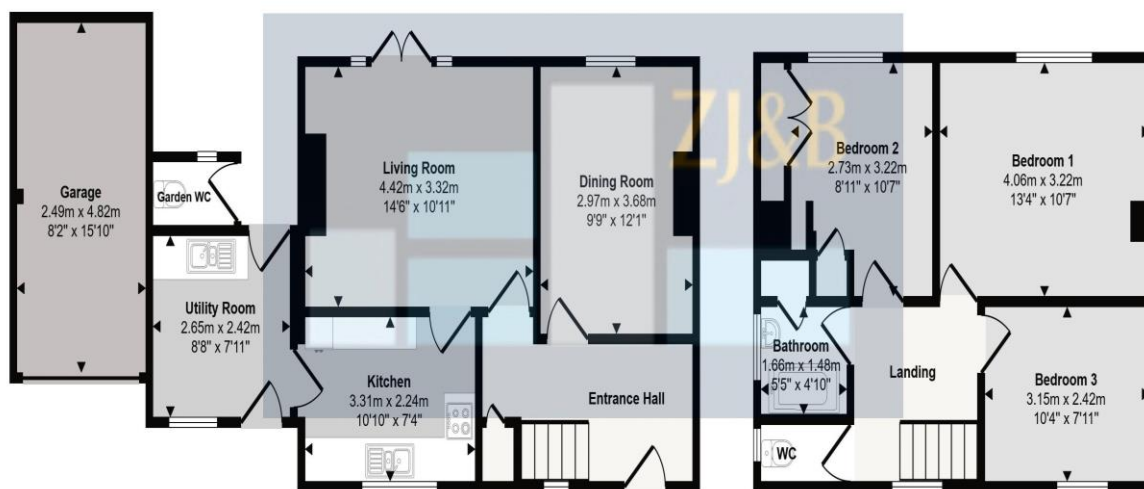 ZJ&B
Garage
2.49m x 4.82m
8'2" x 15'10"
Garden WC
Utility Room
2.65m x 2.42m
8'8" x 7'11"
Living Room
4.42m x 3.32m
14'6" x 10'11"
Dining Room
2.97m x 3.68m
9'9" x 12'1"
Kitchen
3.31m x 2.24m
10'10" x 7'4"
Entrance Hall
Bedroom 2
2.73m x 3.22m
8'11" x 10'7"
Bedroom 1
4.06m x 3.22m
13'4" x 10'7"
Bathroom
1.66m x 1.48m
5'5" x 4'10"
Landing
Bedroom 3
3.15m x 2.42m
10'4" x 7'11"
WC